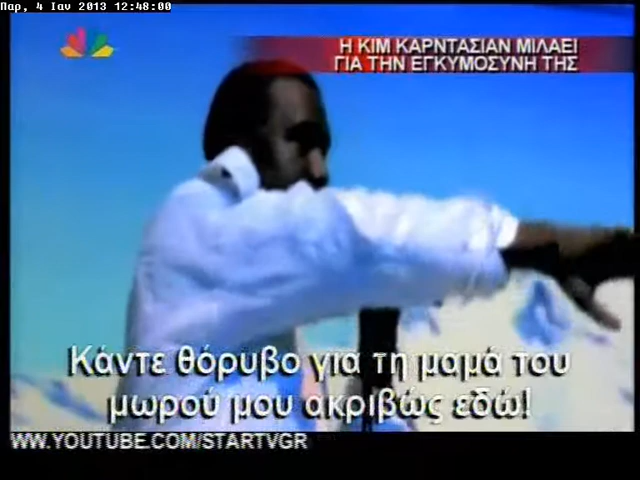 Παρ, 4 Ιαν 2013 12:48:00
Η ΚΙΜ ΚΑΡΝΤΑΣΙΑΝ ΜΙΛΑΕΙ
ΓΙΑ ΤΗΝ ΕΓΚΥΜΟΣΥΝΗ ΤΗΣ
Κάντε θόρυβο για τη μαμά του
μωρού μου ακριβώς εδώ!
WW.YOUTUBE.COM/STARTVGR